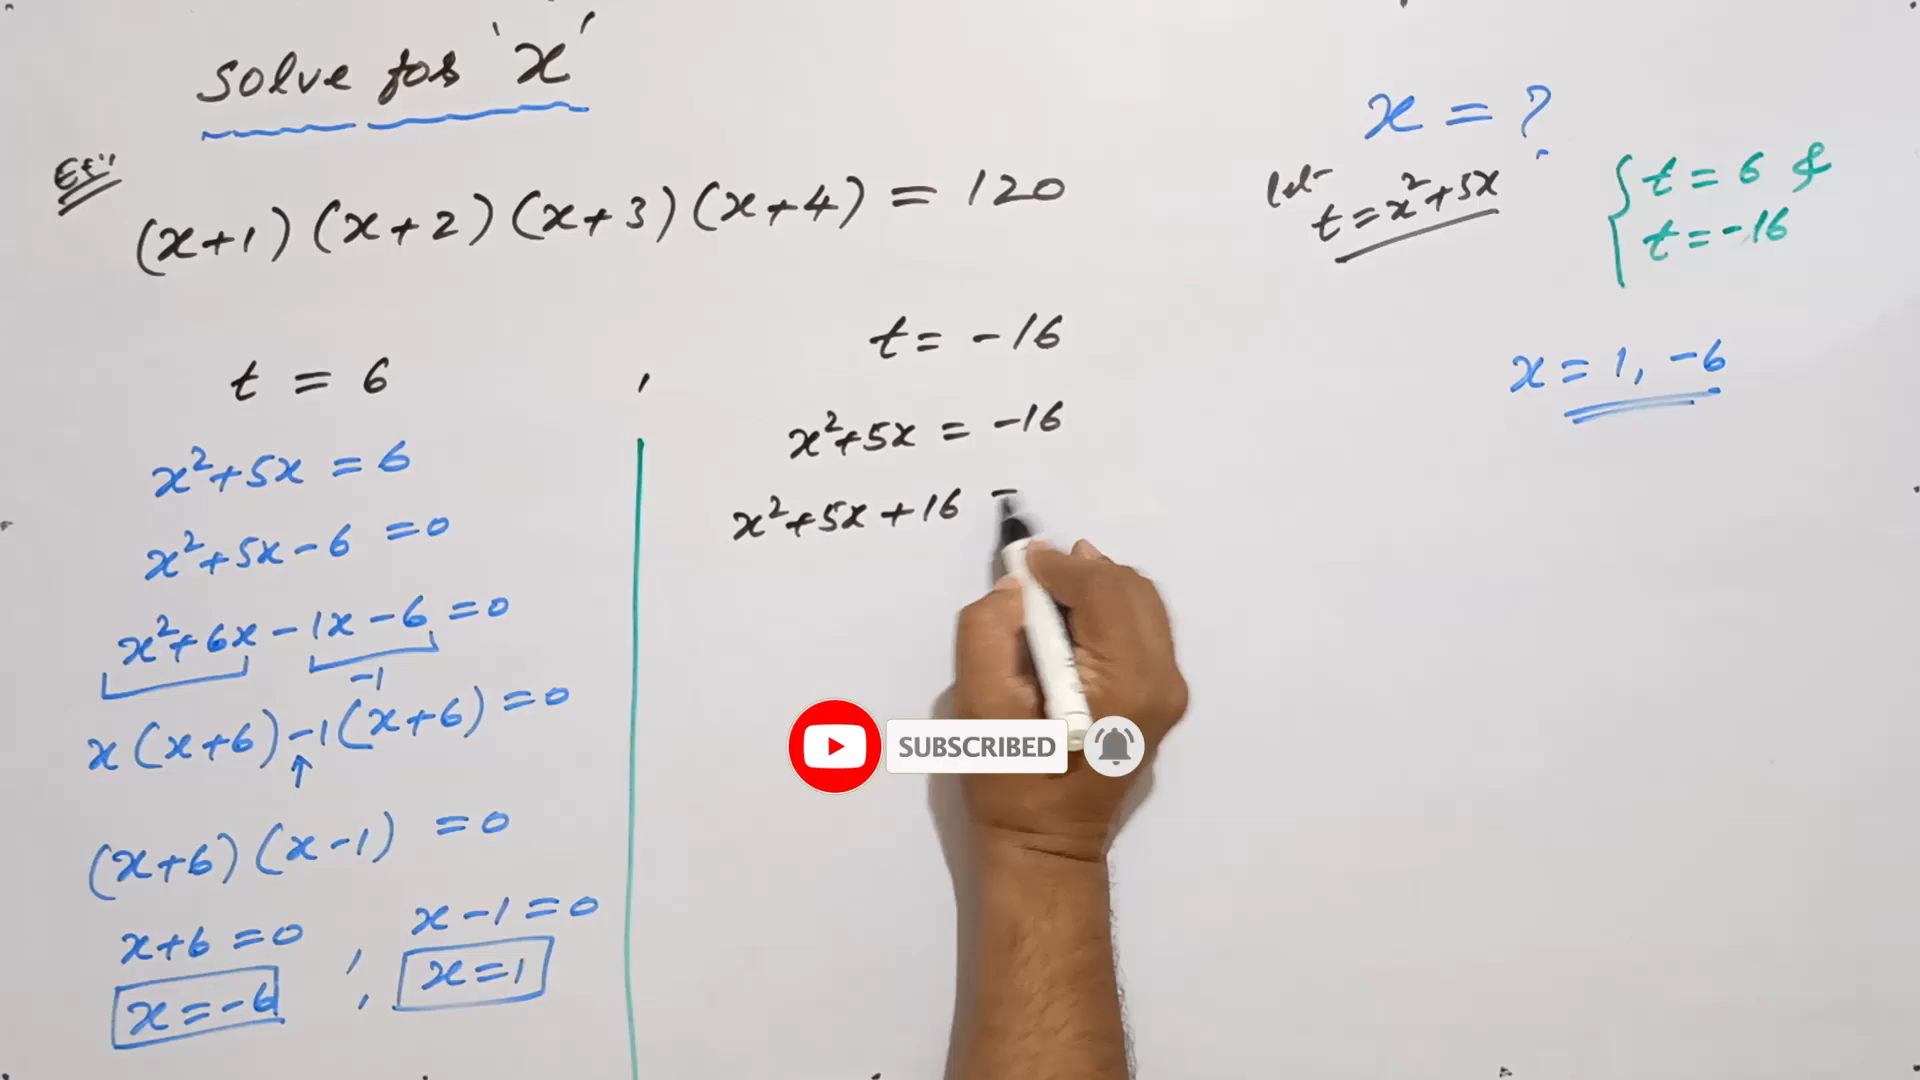 solve for 'x'
x = ?
(x+1) (x+2) (x+3) (x+4) = 120
let
t = x²+5x
t = 6 &
t = -16
x = 1, -6
t = 6 ,
x²+5x = 6
x²+5x-6 = 0
x²+6x - 1x - 6 = 0
-1
x (x+6) -1 (x+6) = 0
↑
(x+6) (x-1) = 0
x+6 = 0 , x-1 = 0
x = -6 , x = 1
t = -16
x²+5x = -16
x²+5x+16 =
SUBSCRIBED